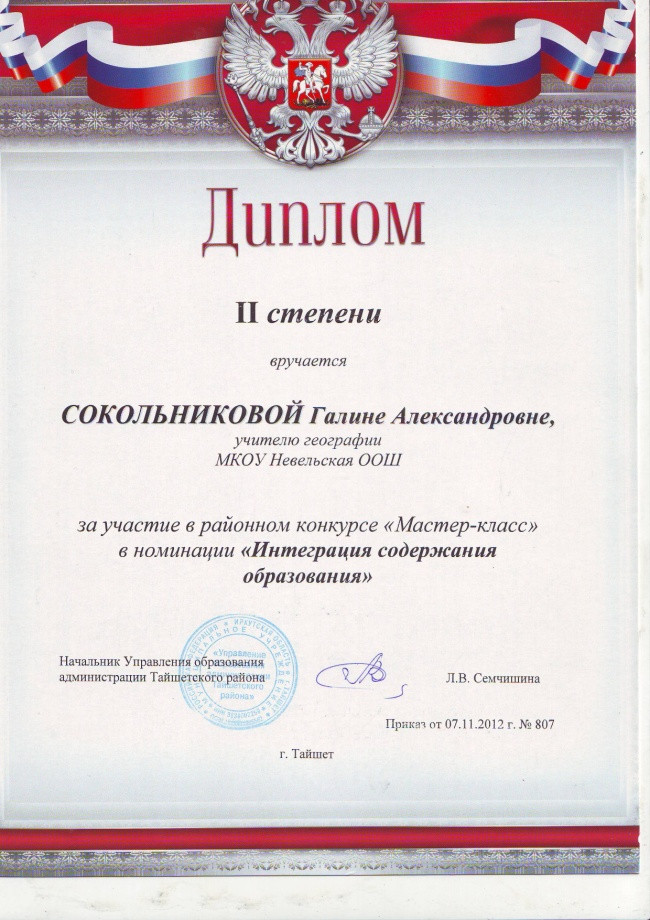 Диплом
II степени
вручается
СОКОЛЬНИКОВОЙ Галине Александровне,
учителю географии
МКОУ Невельская ООШ
за участие в районном конкурсе «Мастер-класс»
в номинации «Интеграция содержания
образования»
Начальник Управления образования
администрации Тайшетского района
Л.В. Семчишина
«Управление
Тайшетского
района»
Приказ от 07.11.2012 г. № 807
г. Тайшет